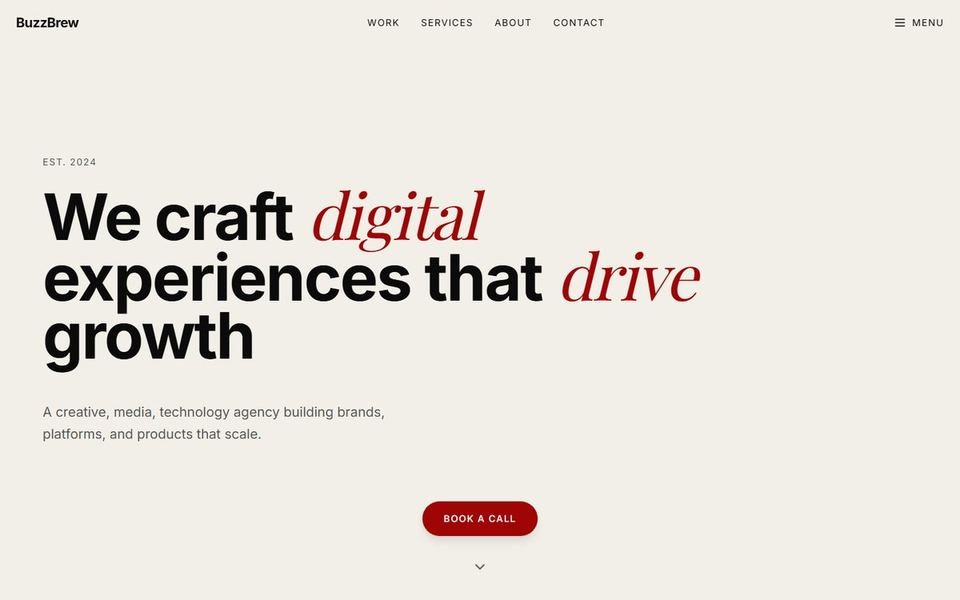 BuzzBrew
WORK SERVICES ABOUT CONTACT
MENU
EST. 2024
We craft digital
experiences that drive
growth
A creative, media, technology agency building brands,
platforms, and products that scale.
BOOK A CALL